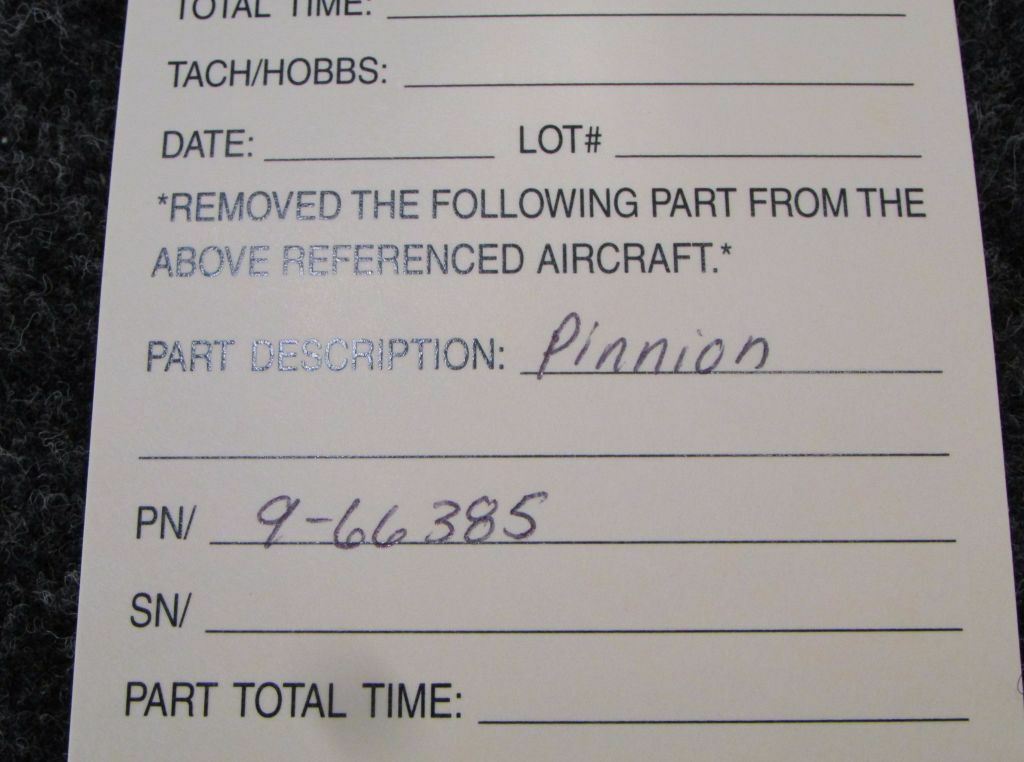 TOTAL TIME:
TACH/HOBBS:
DATE: LOT#
*REMOVED THE FOLLOWING PART FROM THE
ABOVE REFERENCED AIRCRAFT.*
PART DESCRIPTION: Pinnion
PN/ 9-66385
SN/
PART TOTAL TIME: